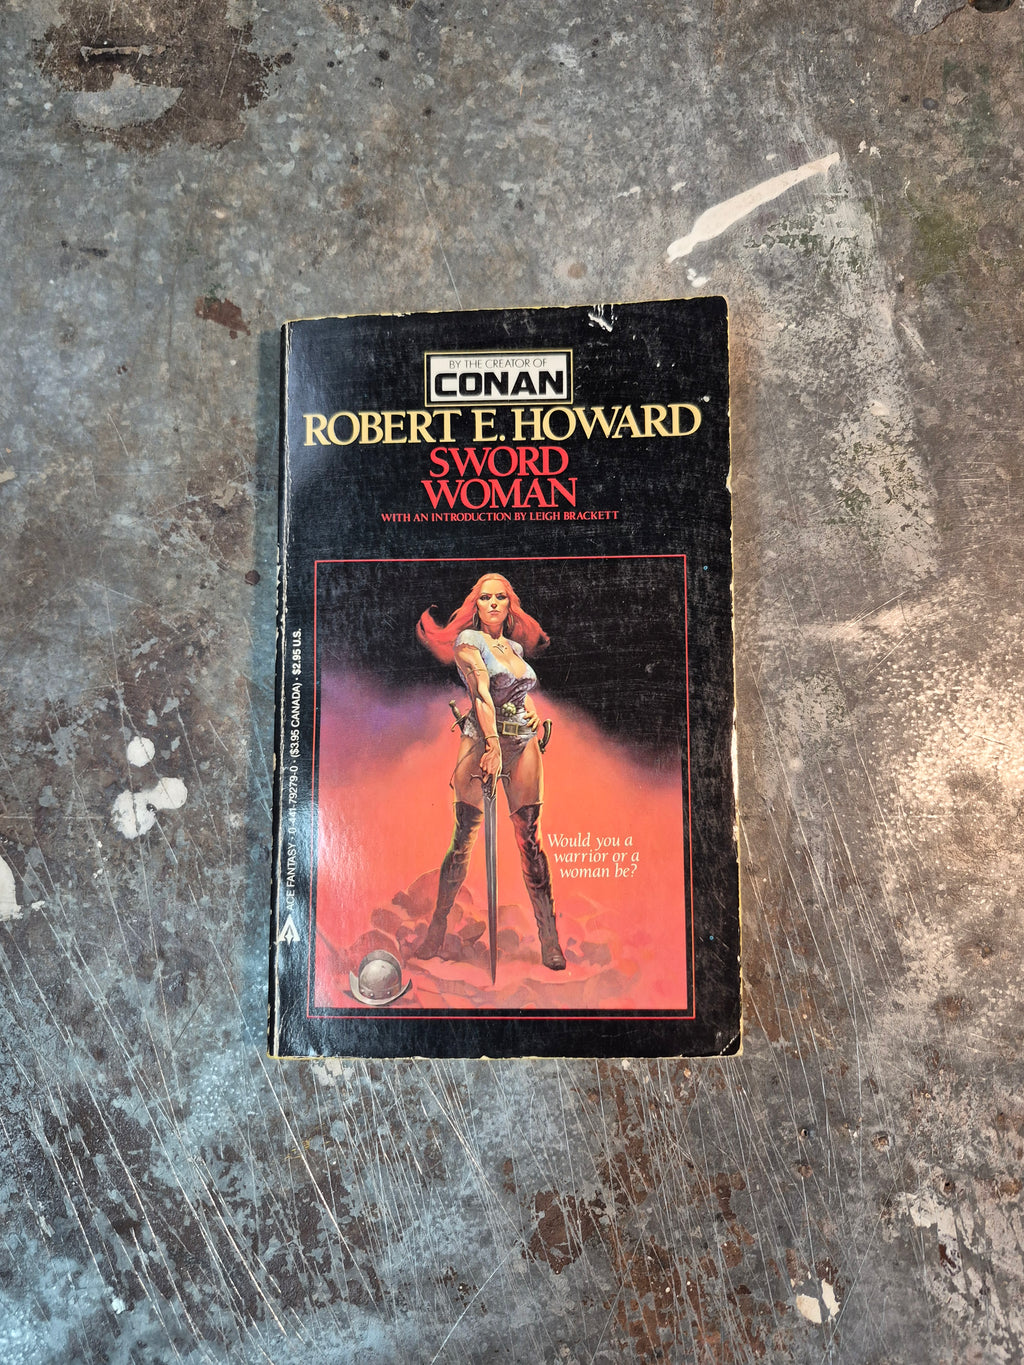 BY THE CREATOR OF
CONAN
ROBERT E. HOWARD
SWORD
WOMAN
WITH AN INTRODUCTION BY LEIGH BRACKETT
Would you a
warrior or a
woman be?
ACE FANTASY · 0-441-79279-0 · ($3.95 CANADA) · $2.95 U.S.